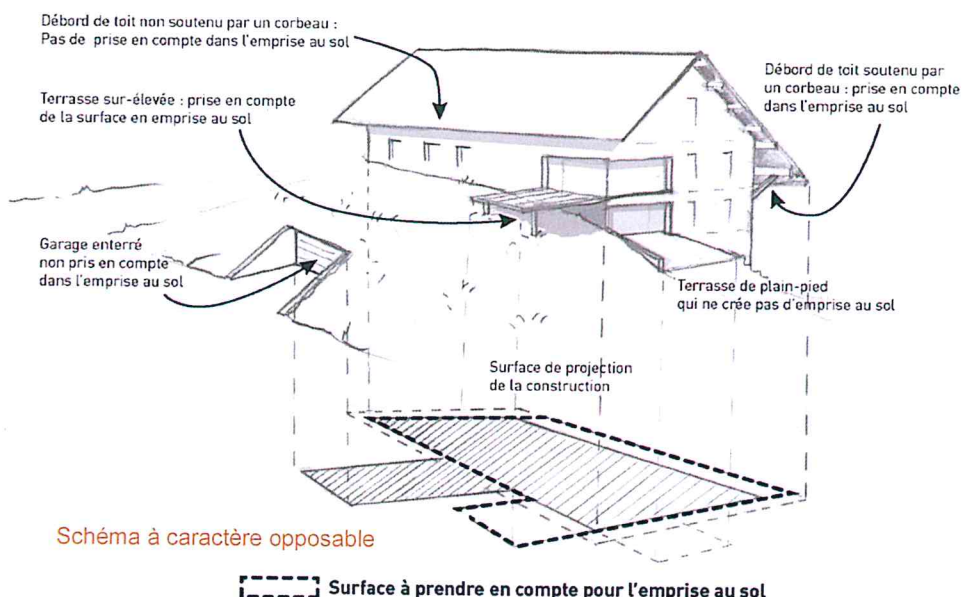 Débord de toit non soutenu par un corbeau :
Pas de prise en compte dans l'emprise au sol
Terrasse sur-élevée : prise en compte
de la surface en emprise au sol
Débord de toit soutenu par
un corbeau : prise en compte
dans l'emprise au sol
Garage enterré
non pris en compte
dans l'emprise au sol
Terrasse de plain-pied
qui ne crée pas d'emprise au sol
Surface de projection
de la construction
Schéma à caractère opposable
Surface à prendre en compte pour l'emprise au sol